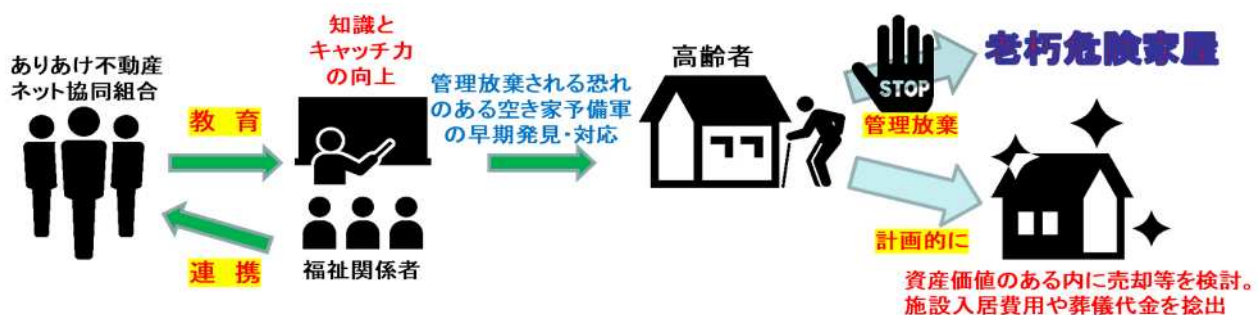 ありあけ不動産
ネット協同組合
教 育
連 携
知識と
キャッチ力
の向上
福祉関係者
管理放棄される恐れ
のある空き家予備軍
の早期発見・対応
高齢者
STOP
管理放棄
老朽危険家屋
計画的に
資産価値のある内に売却等を検討。
施設入居費用や葬儀代金を捻出